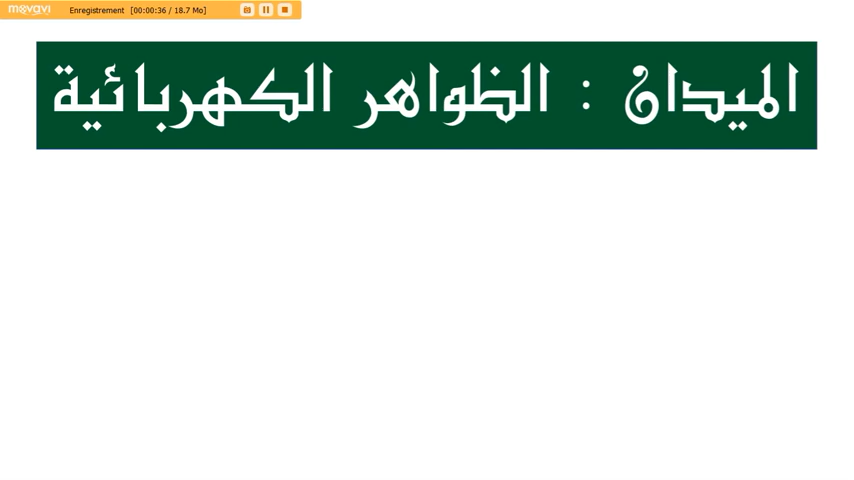 movavi Enregistrement [00:00:36 / 18.7 Mo]
الميدان : الظواهر الكهربائية